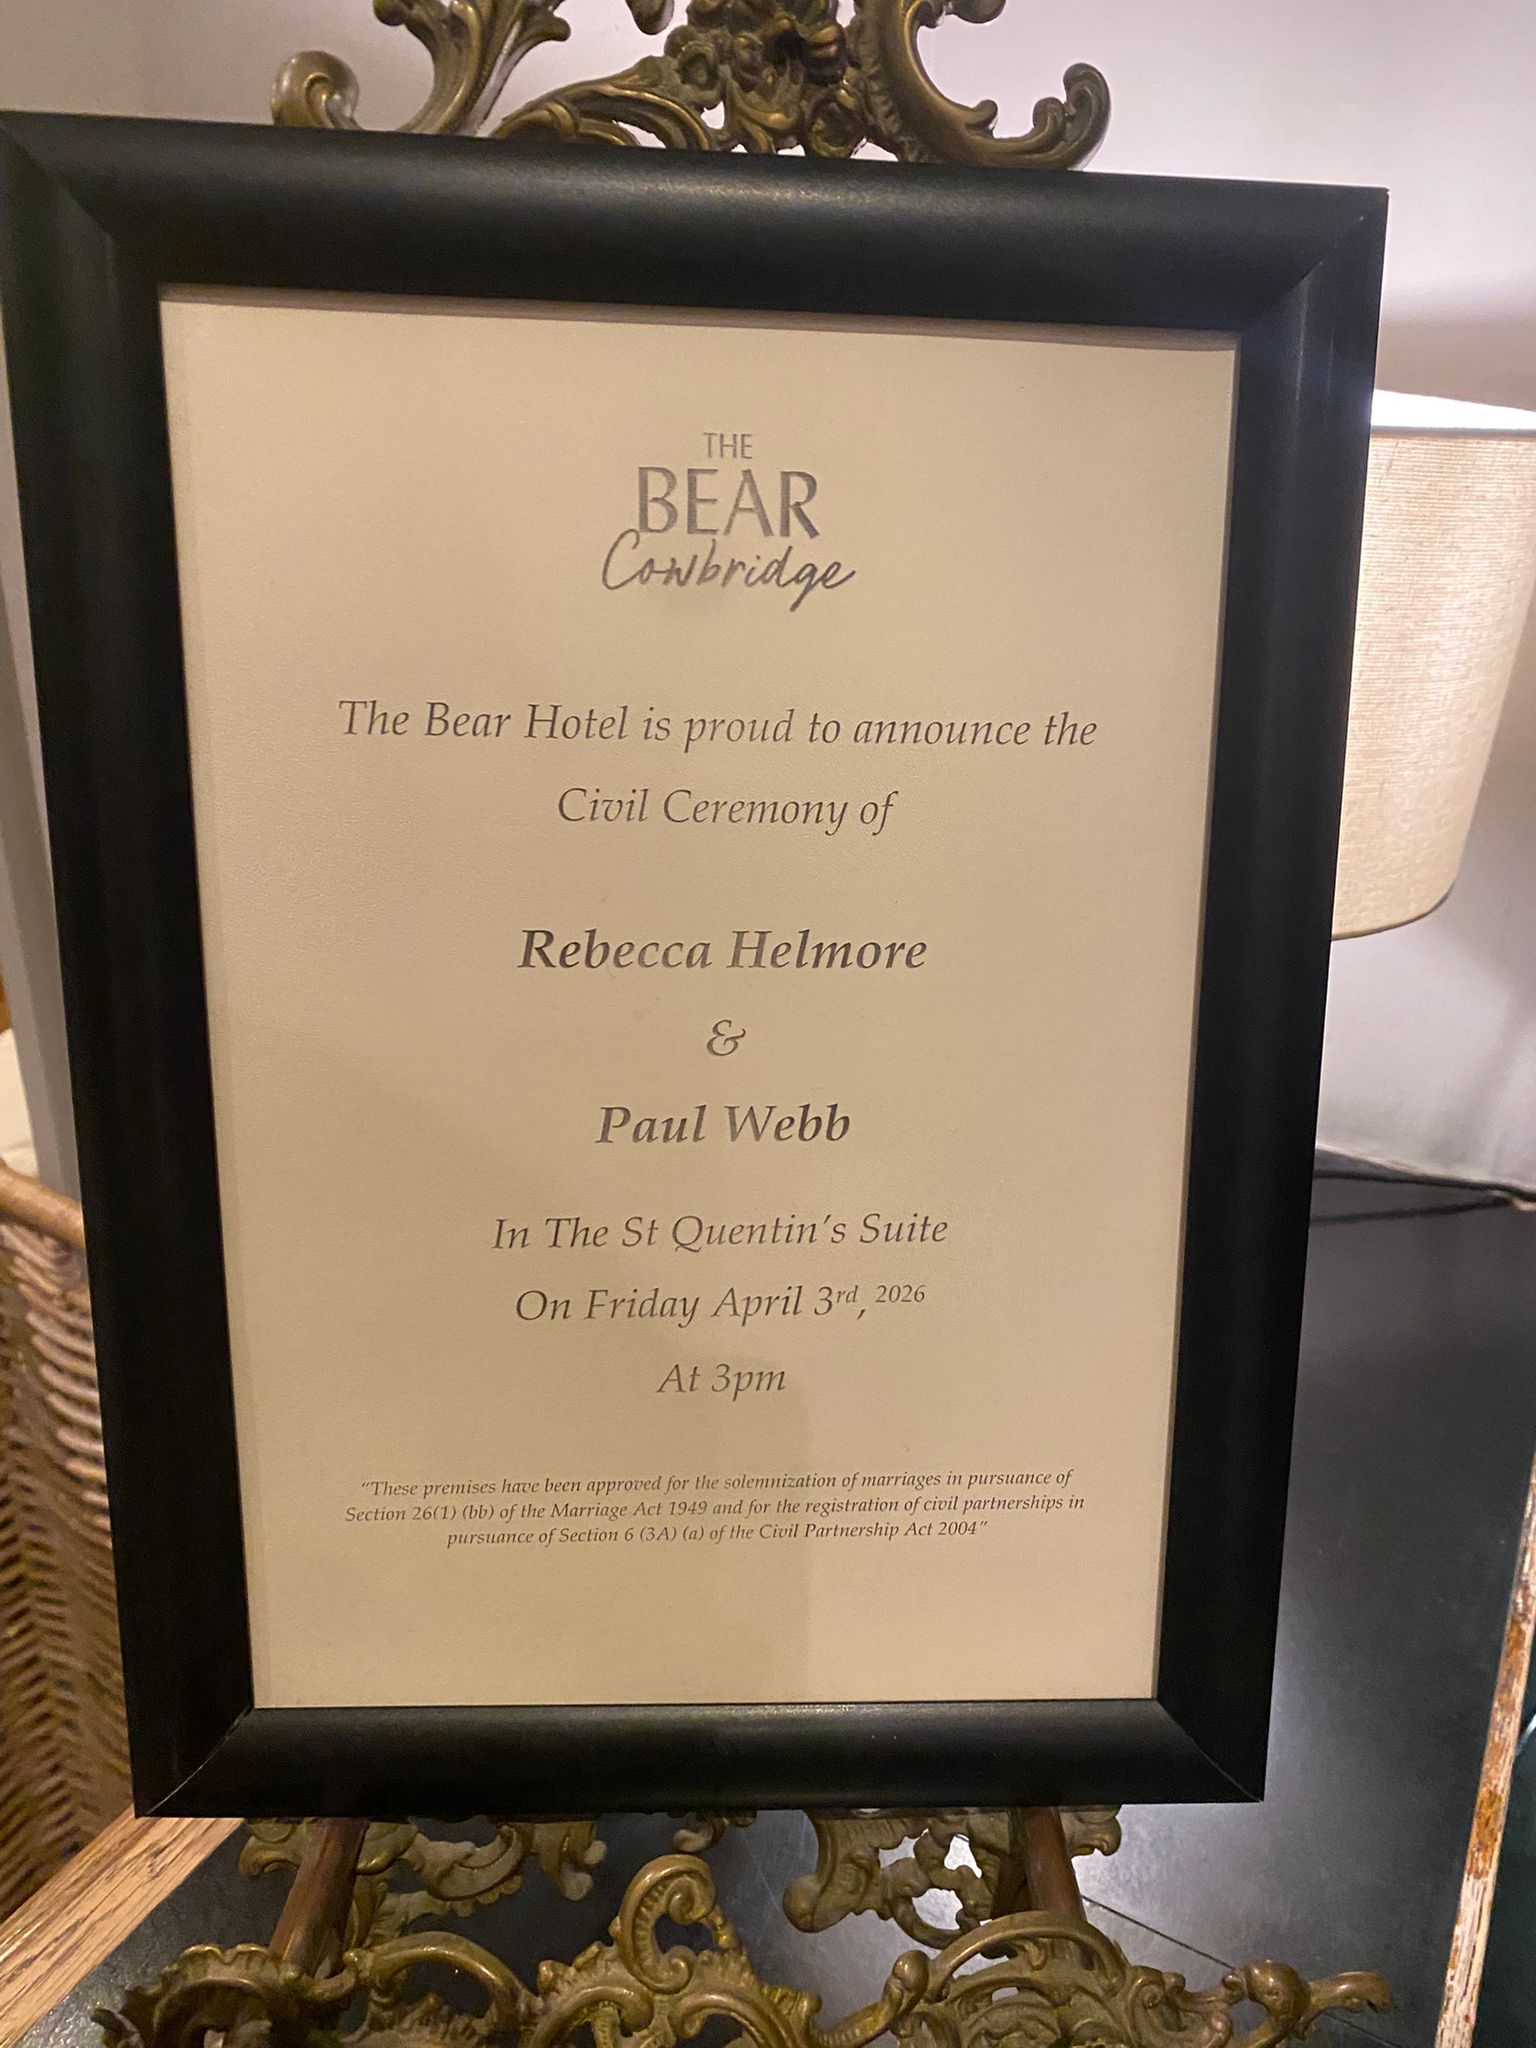 THE
BEAR
Cowbridge
The Bear Hotel is proud to announce the
Civil Ceremony of
Rebecca Helmore
&
Paul Webb
In The St Quentin's Suite
On Friday April 3rd, 2026
At 3pm
"These premises have been approved for the solemnization of marriages in pursuance of
Section 26(1) (bb) of the Marriage Act 1949 and for the registration of civil partnerships in
pursuance of Section 6 (3A) (a) of the Civil Partnership Act 2004"